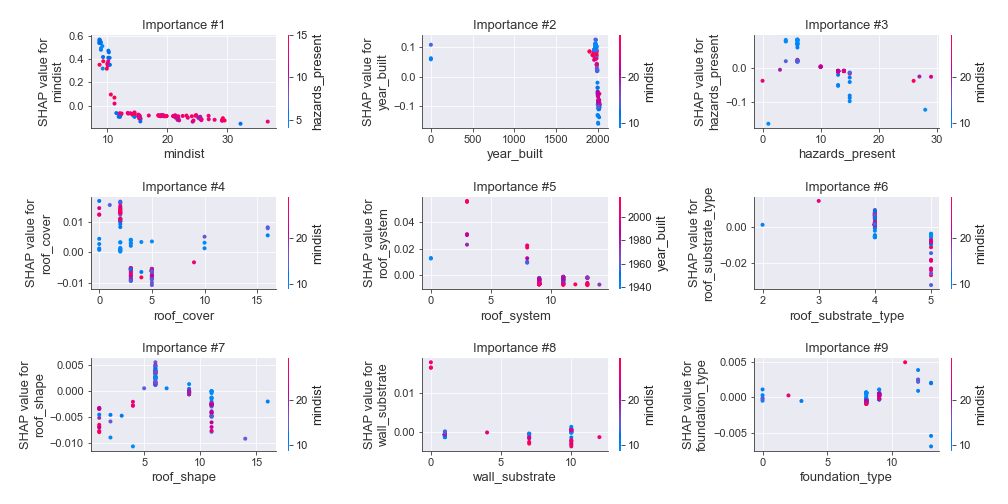 Importance #1
Importance #2
Importance #3
SHAP value for
mindist
0.6
0.4
0.2
0.0
10
20
30
mindist
15
10
5
hazards_present
SHAP value for
year_built
0.1
0.0
−0.1
0
500
1000
1500
2000
year_built
20
10
mindist
SHAP value for
hazards_present
0.0
−0.1
0
10
20
30
hazards_present
20
10
mindist
Importance #4
Importance #5
Importance #6
SHAP value for
roof_cover
0.01
0.00
−0.01
0
5
10
15
roof_cover
20
10
mindist
SHAP value for
roof_system
0.04
0.02
0.00
0
5
10
roof_system
2000
1980
1960
1940
year_built
SHAP value for
roof_substrate_type
0.00
−0.02
2
3
4
5
roof_substrate_type
20
10
mindist
Importance #7
Importance #8
Importance #9
SHAP value for
roof_shape
0.005
0.000
−0.005
−0.010
5
10
15
roof_shape
20
10
mindist
SHAP value for
wall_substrate
0.01
0.00
0
5
10
wall_substrate
20
10
mindist
SHAP value for
foundation_type
0.005
0.000
−0.005
0
5
10
foundation_type
20
10
mindist